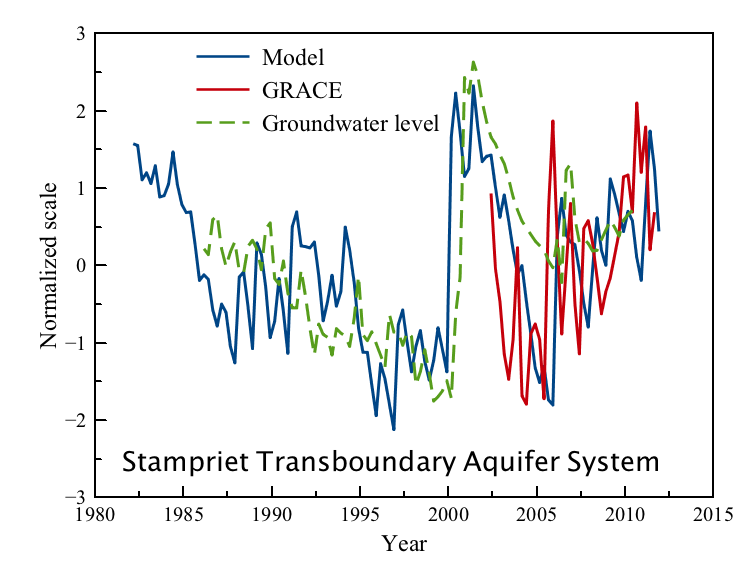 3
2
1
0
−1
−2
−3
Normalized scale
Model
GRACE
Groundwater level
Stampriet Transboundary Aquifer System
1980 1985 1990 1995 2000 2005 2010 2015
Year